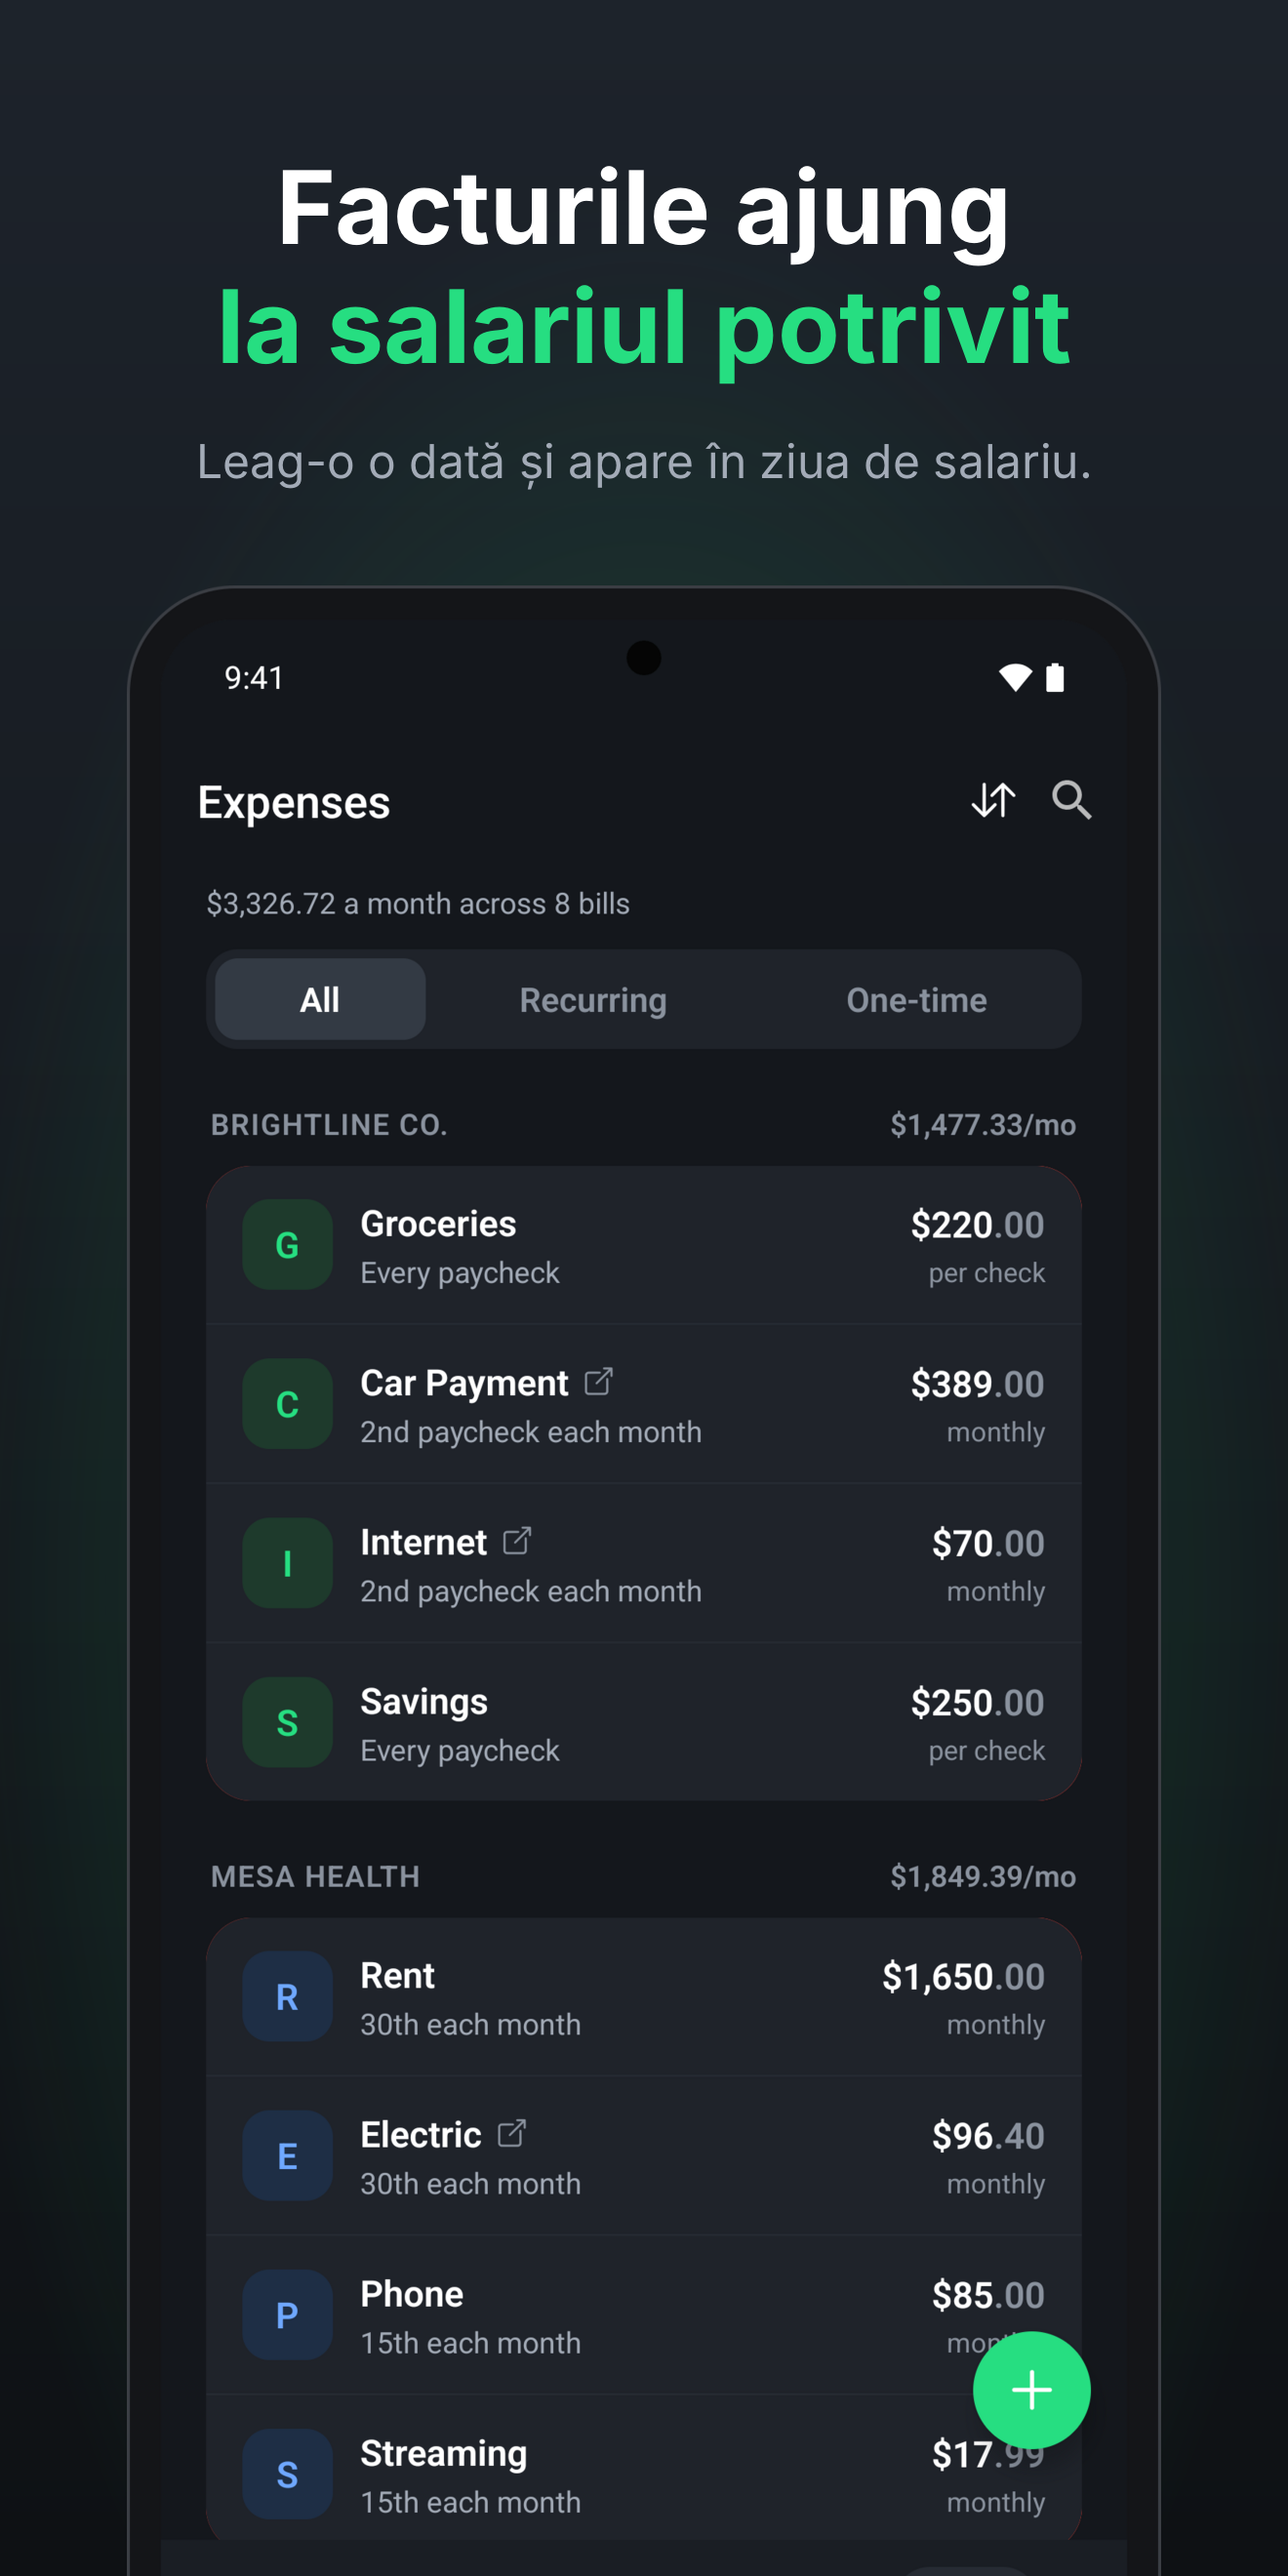 Facturile ajung
la salariul potrivit
Leag-o o dată și apare în ziua de salariu.
9:41
Expenses
$3,326.72 a month across 8 bills
All Recurring One-time
BRIGHTLINE CO. $1,477.33/mo
G Groceries $220.00
Every paycheck per check
C Car Payment $389.00
2nd paycheck each month monthly
I Internet $70.00
2nd paycheck each month monthly
S Savings $250.00
Every paycheck per check
MESA HEALTH $1,849.39/mo
R Rent $1,650.00
30th each month monthly
E Electric $96.40
30th each month monthly
P Phone $85.00
15th each month
S Streaming $17.99
15th each month monthly